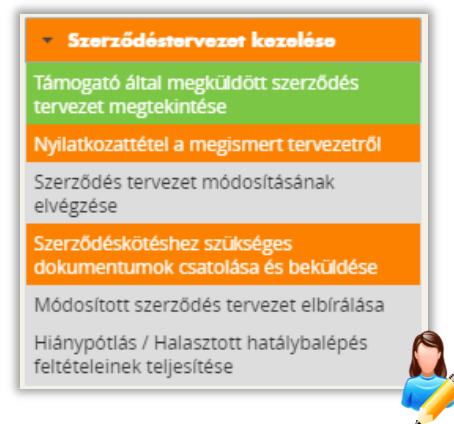 Szerződéstervezet kezelése
Támogató által megküldött szerződés
tervezet megtekintése
Nyilatkozattétel a megismert tervezetről
Szerződés tervezet módosításának
elvégzése
Szerződéskötéshez szükséges
dokumentumok csatolása és beküldése
Módosított szerződés tervezet elbírálása
Hiánypótlás / Halasztott hatálybalépés
feltételeinek teljesítése